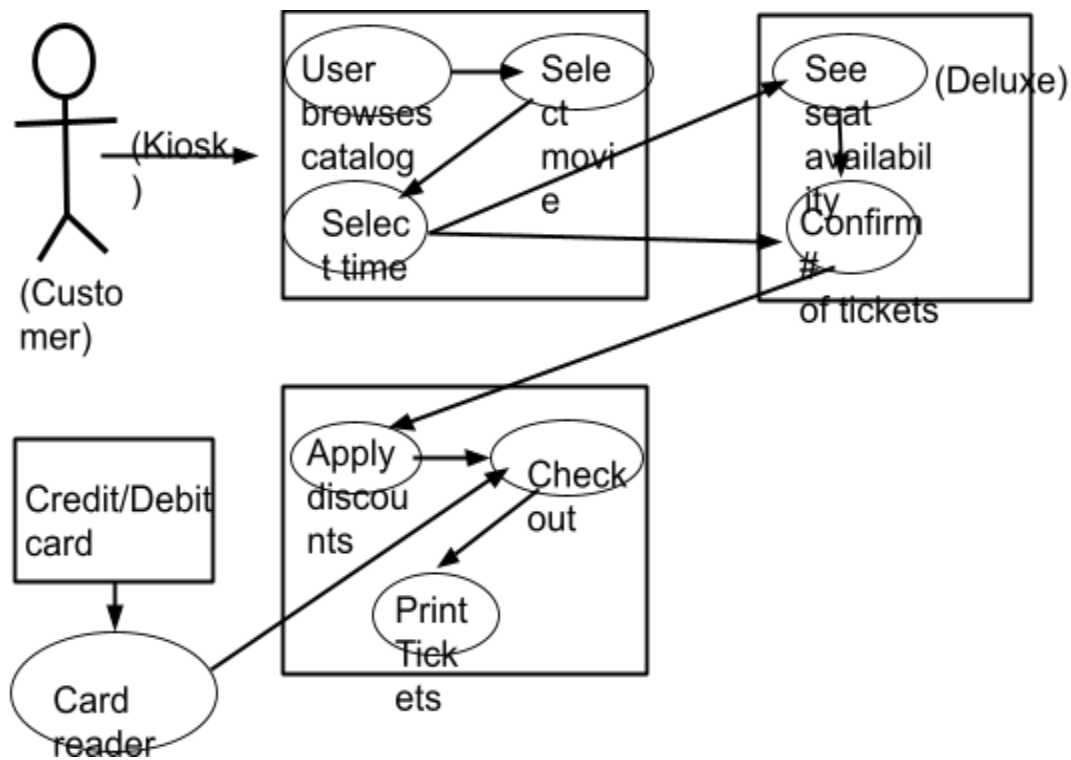 User
browses
catalog
Sele
ct
movi
e
See
seat
availabil
ity
(Deluxe)
(Kiosk
)
Selec
t time
Confirm
#
of tickets
(Custo
mer)
Apply
discou
nts
Check
out
Credit/Debit
card
Print
Tick
ets
Card
reader